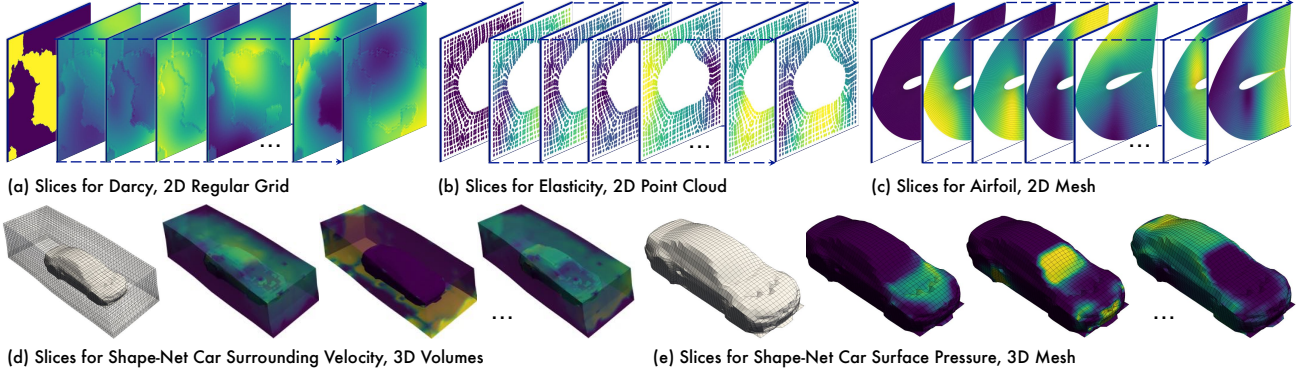 ...
...
...
(a) Slices for Darcy, 2D Regular Grid
(b) Slices for Elasticity, 2D Point Cloud
(c) Slices for Airfoil, 2D Mesh
...
...
(d) Slices for Shape-Net Car Surrounding Velocity, 3D Volumes
(e) Slices for Shape-Net Car Surface Pressure, 3D Mesh